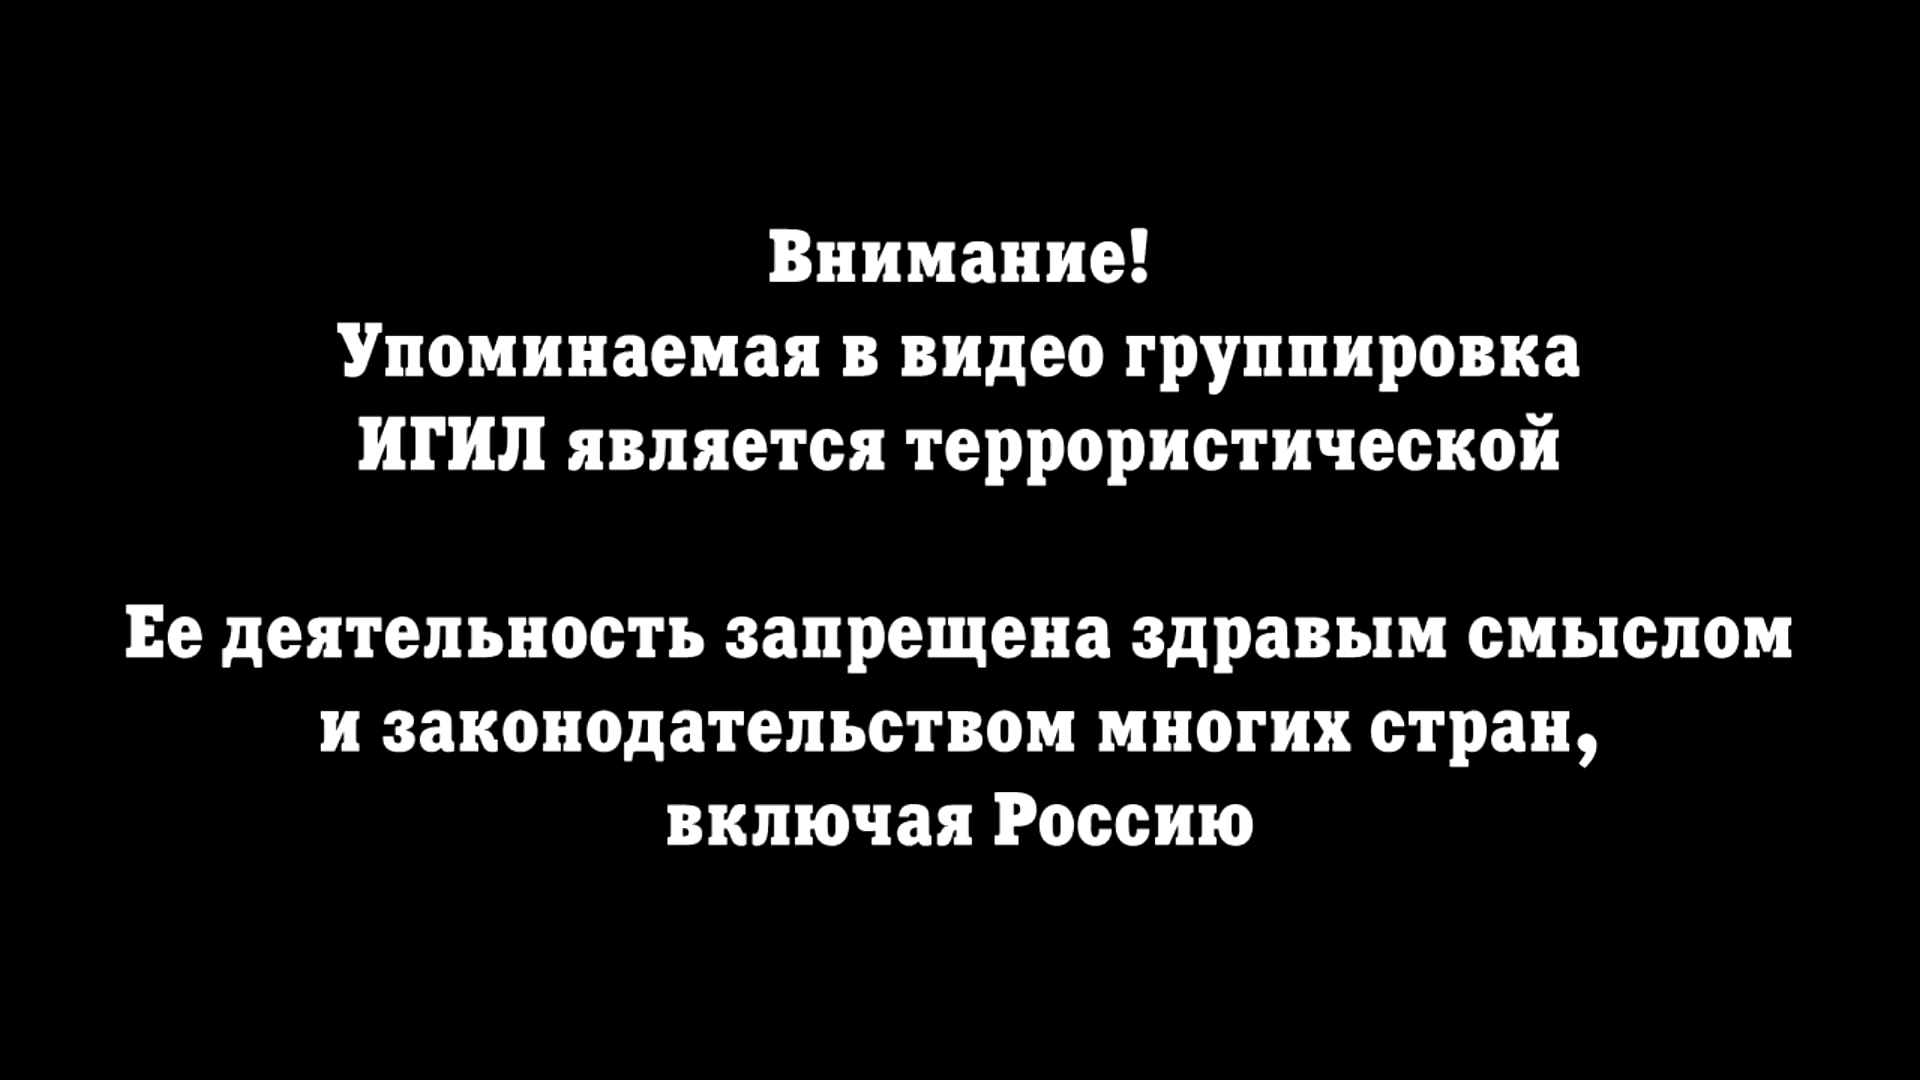 Внимание!
Упоминаемая в видео группировка
ИГИЛ является террористической
Ее деятельность запрещена здравым смыслом
и законодательством многих стран,
включая Россию